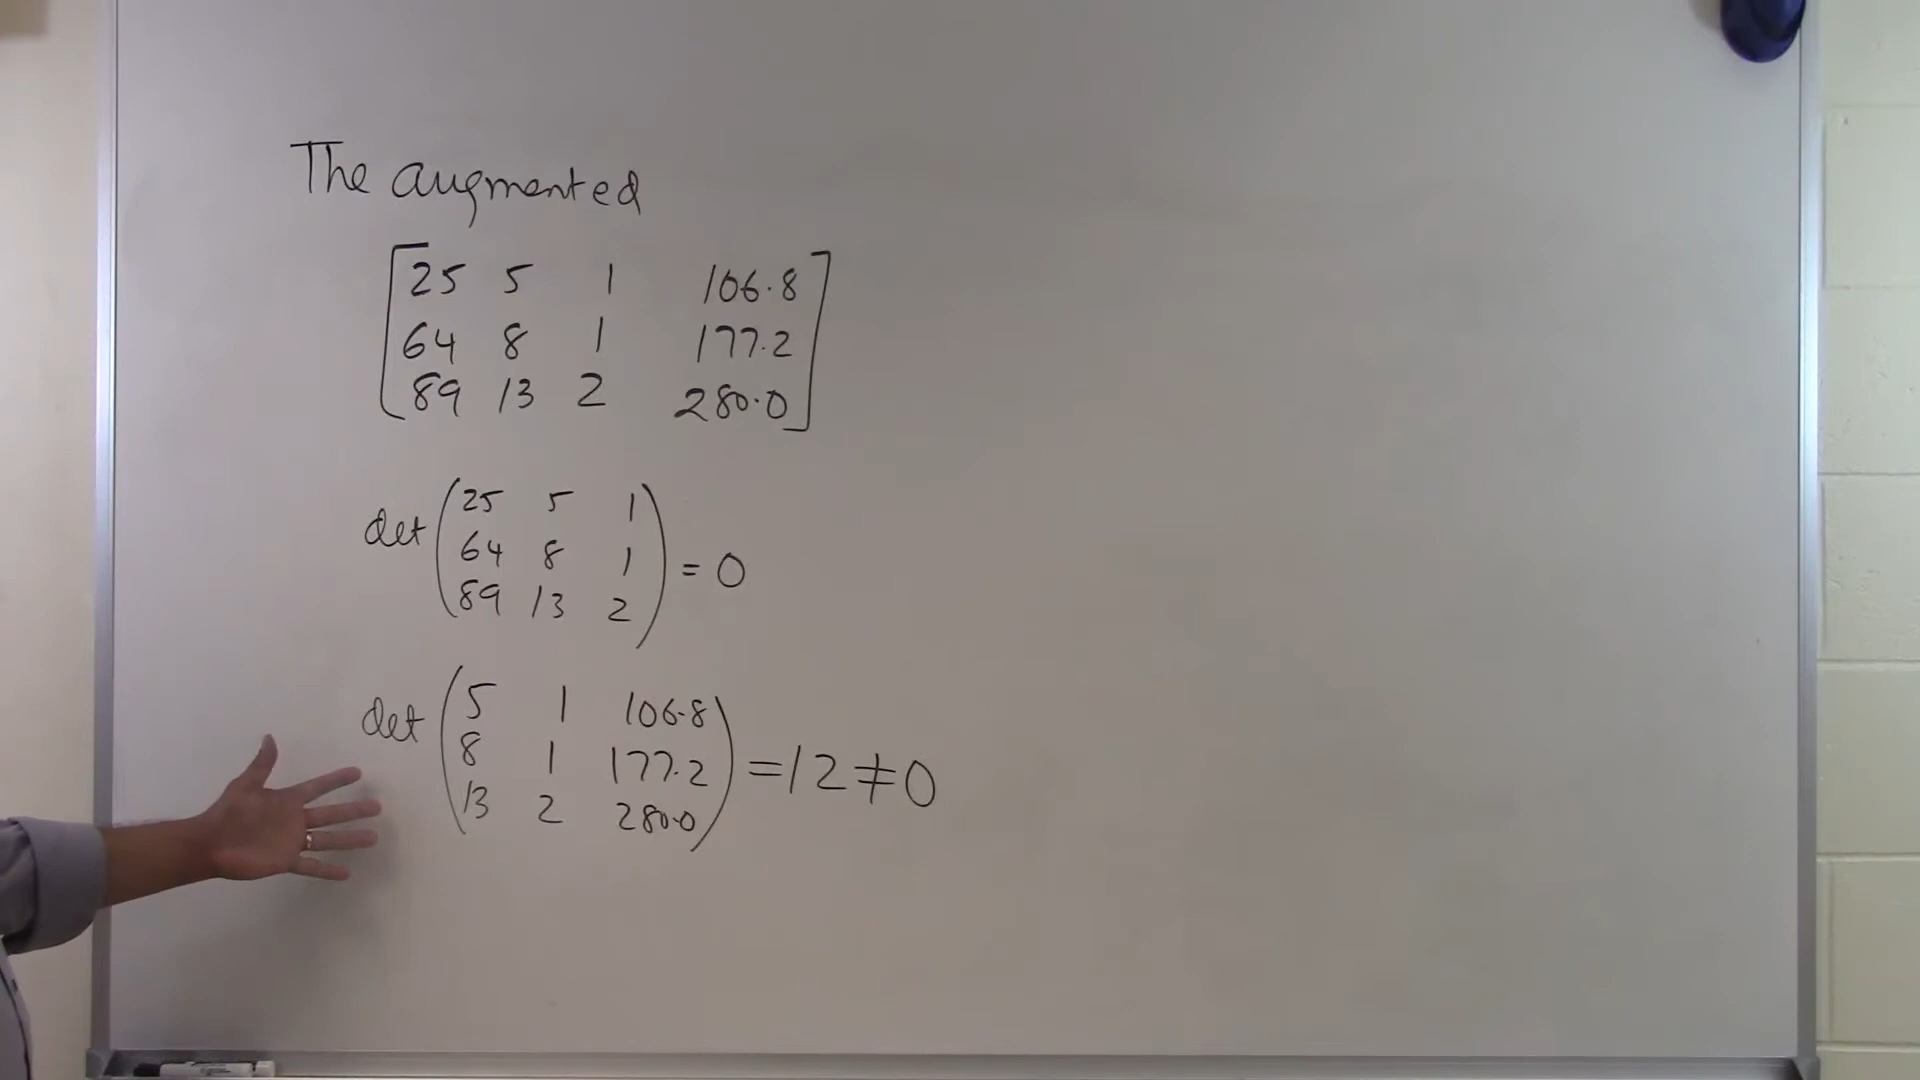 The augmented
25 5 1 106.8
64 8 1 177.2
89 13 2 280.0
det
25 5 1
64 8 1
89 13 2
= 0
det
5 1 106.8
8 1 177.2
13 2 280.0
=12≠0